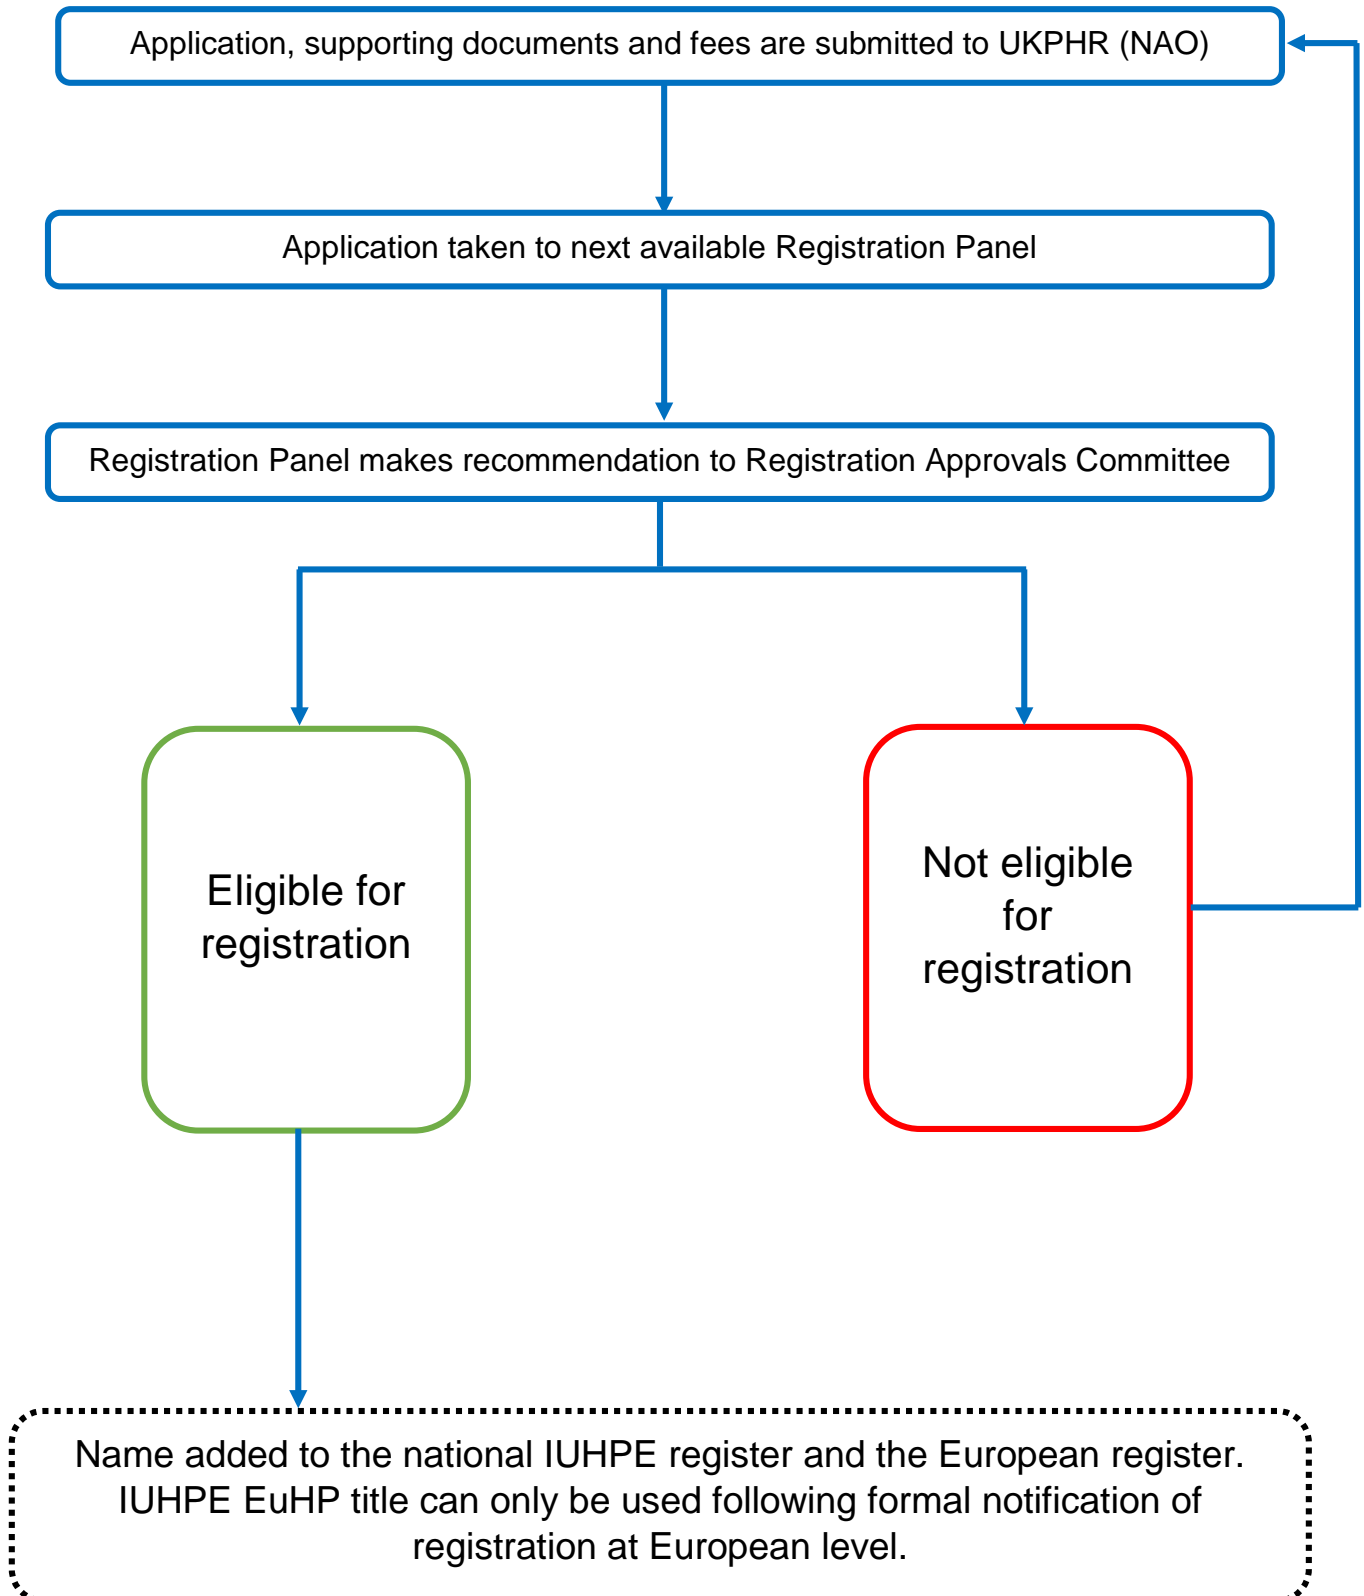 Application, supporting documents and fees are submitted to UKPHR (NAO)
Application taken to next available Registration Panel
Registration Panel makes recommendation to Registration Approvals Committee
Eligible for
registration
Not eligible
for
registration
Name added to the national IUHPE register and the European register.
IUHPE EuHP title can only be used following formal notification of
registration at European level.